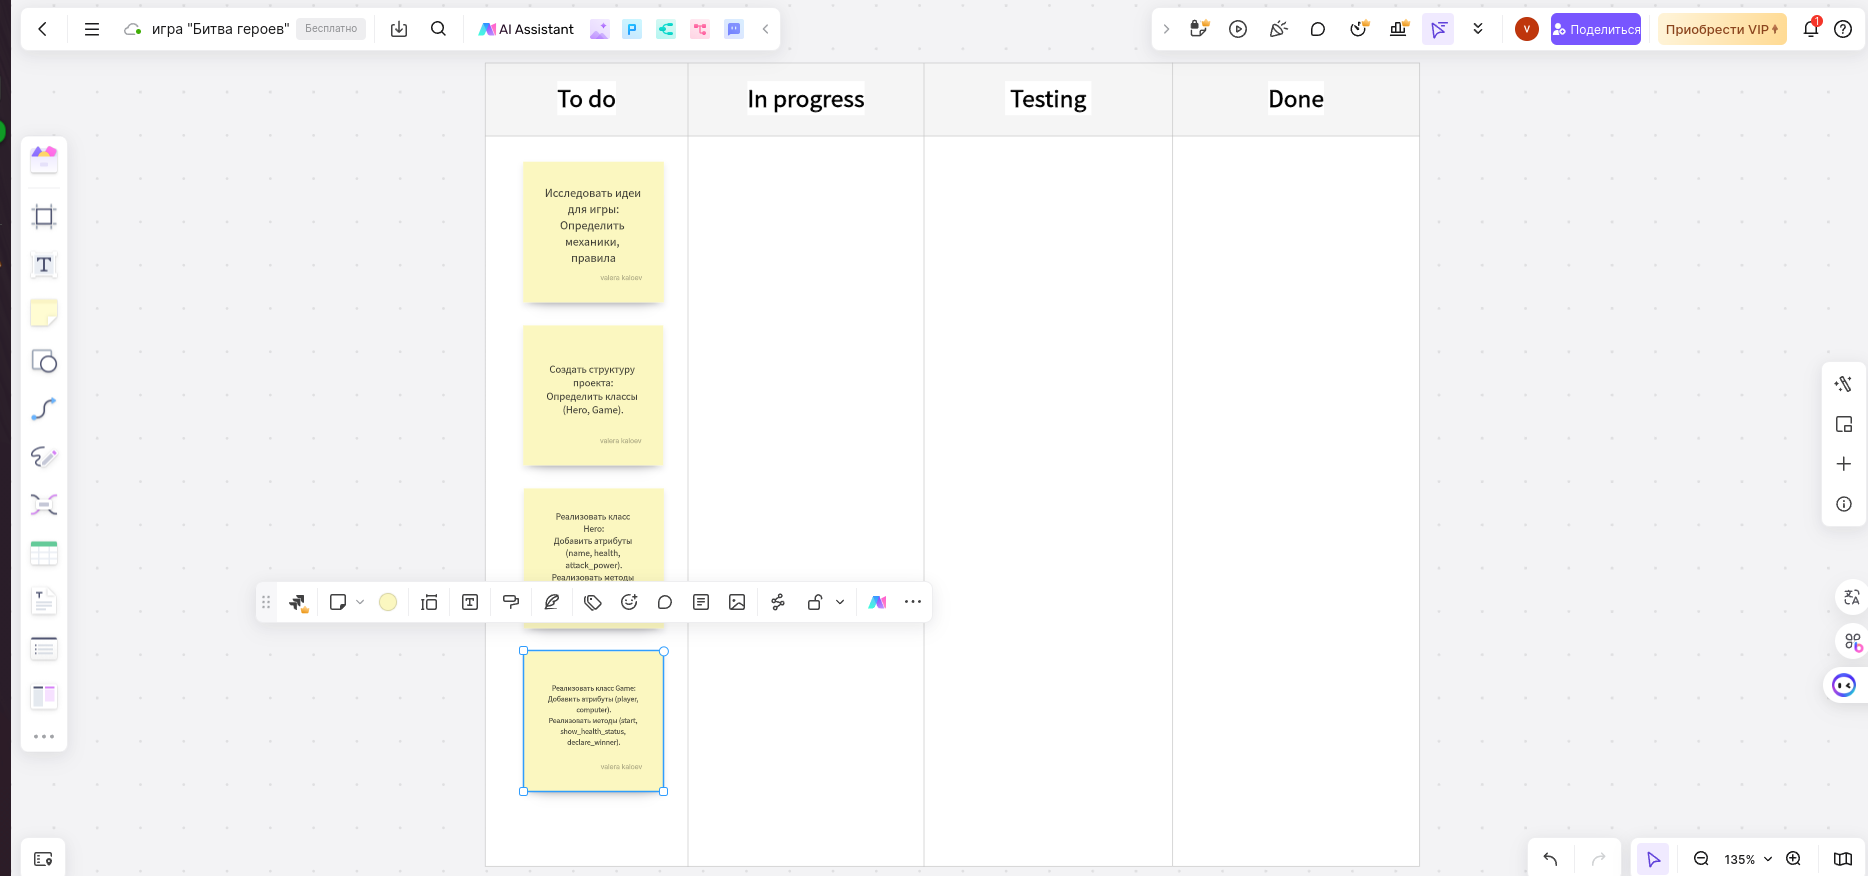 игра "Битва героев"
Бесплатно
AI Assistant
V
Поделиться
Приобрести VIP
1
To do
In progress
Testing
Done
Исследовать идеи
для игры:
Определить
механики,
правила
valera kaloev
Создать структуру
проекта:
Определить классы
(Hero, Game).
valera kaloev
Реализовать класс
Hero:
Добавить атрибуты
(name, health,
attack_power).
Реализовать методы
Реализовать класс Game:
Добавить атрибуты (player,
computer).
Реализовать методы (start,
show_health_status,
declare_winner).
valera kaloev
135%